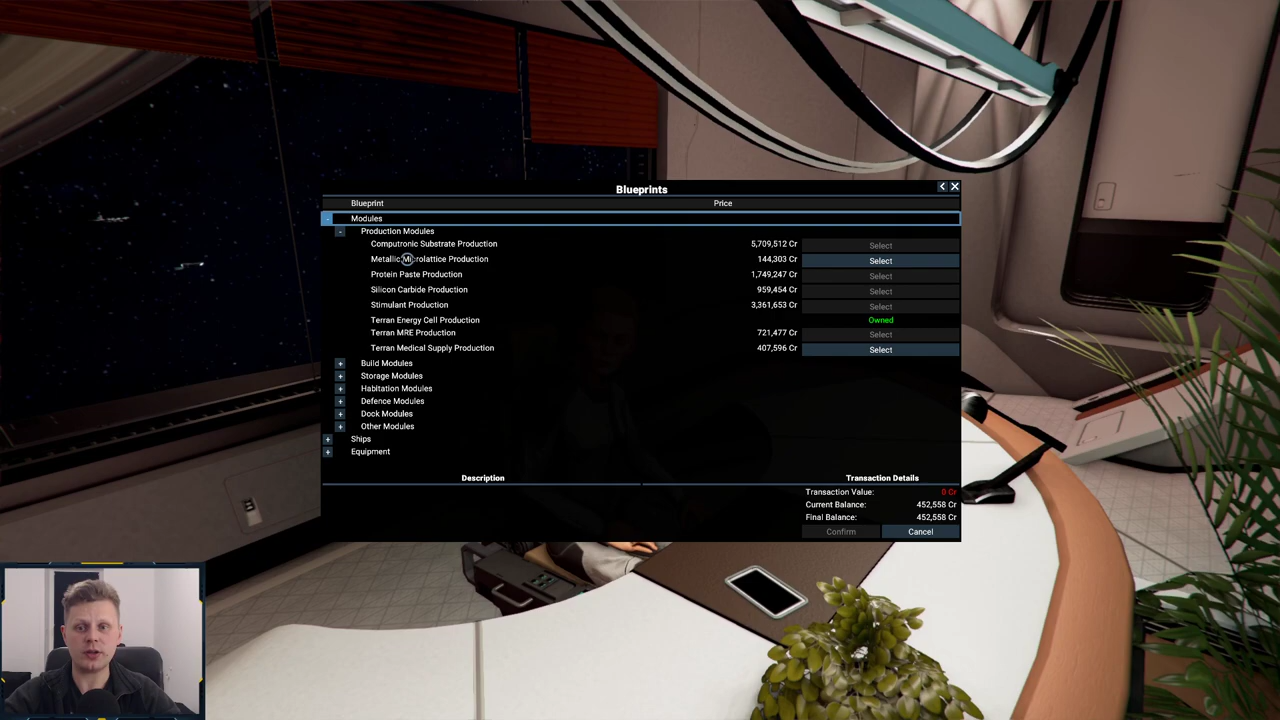 Blueprints
Blueprint Price
- Modules
- Production Modules
Computronic Substrate Production 5,709,512 Cr Select
Metallic Microlattice Production 144,303 Cr Select
Protein Paste Production 1,749,247 Cr Select
Silicon Carbide Production 959,454 Cr Select
Stimulant Production 3,361,653 Cr Select
Terran Energy Cell Production Owned
Terran MRE Production 721,477 Cr Select
Terran Medical Supply Production 407,596 Cr Select
+ Build Modules
+ Storage Modules
+ Habitation Modules
+ Defence Modules
+ Dock Modules
+ Other Modules
+ Ships
+ Equipment
Description Transaction Details
Transaction Value: 0 Cr
Current Balance: 452,558 Cr
Final Balance: 452,558 Cr
Confirm Cancel